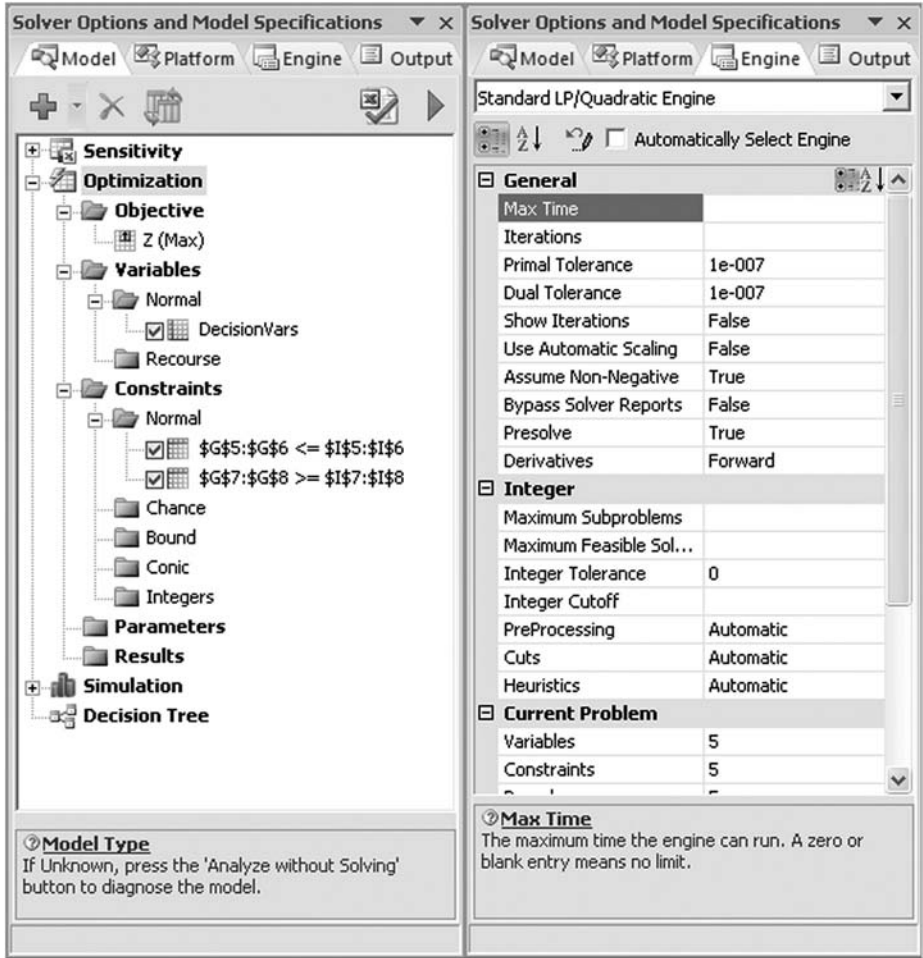 Solver Options and Model Specifications
Model Platform Engine Output
Sensitivity
Optimization
Objective
Z (Max)
Variables
Normal
DecisionVars
Recourse
Constraints
Normal
$G$5:$G$6 <= $I$5:$I$6
$G$7:$G$8 >= $I$7:$I$8
Chance
Bound
Conic
Integers
Parameters
Results
Simulation
Decision Tree
Model Type
If Unknown, press the 'Analyze without Solving'
button to diagnose the model.
Solver Options and Model Specifications
Model Platform Engine Output
Standard LP/Quadratic Engine
Automatically Select Engine
General
Max Time
Iterations
Primal Tolerance 1e-007
Dual Tolerance 1e-007
Show Iterations False
Use Automatic Scaling False
Assume Non-Negative True
Bypass Solver Reports False
Presolve True
Derivatives Forward
Integer
Maximum Subproblems
Maximum Feasible Sol...
Integer Tolerance 0
Integer Cutoff
PreProcessing Automatic
Cuts Automatic
Heuristics Automatic
Current Problem
Variables 5
Constraints 5
Max Time
The maximum time the engine can run. A zero or
blank entry means no limit.